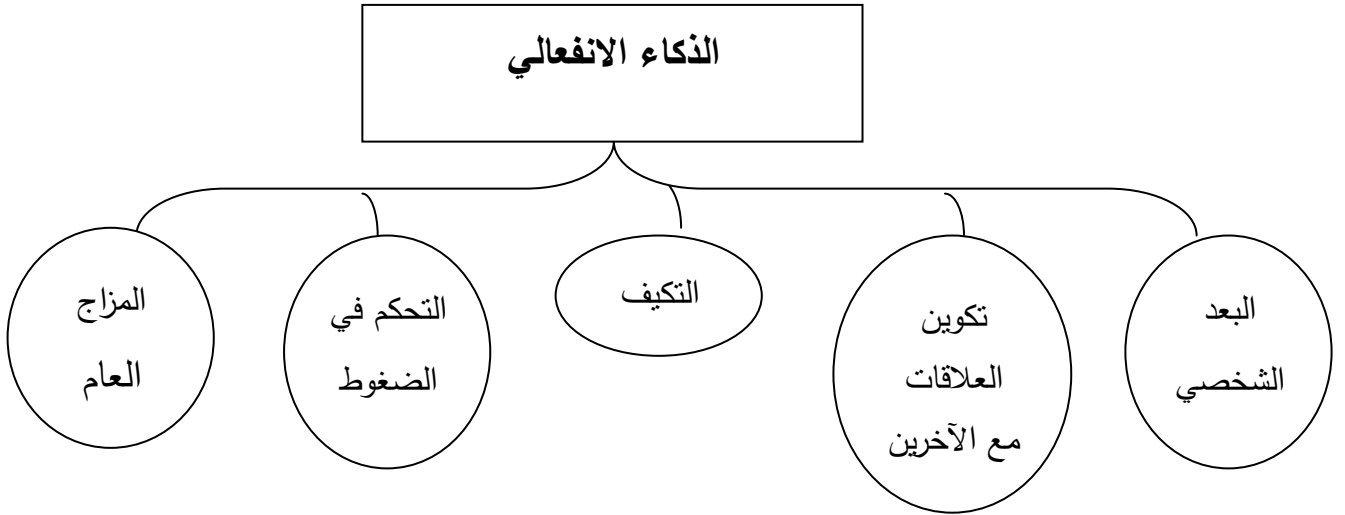 الذكاء الانفعالي
البعد
الشخصي
تكوين
العلاقات
مع الآخرين
التكيف
التحكم في
الضغوط
المزاج
العام